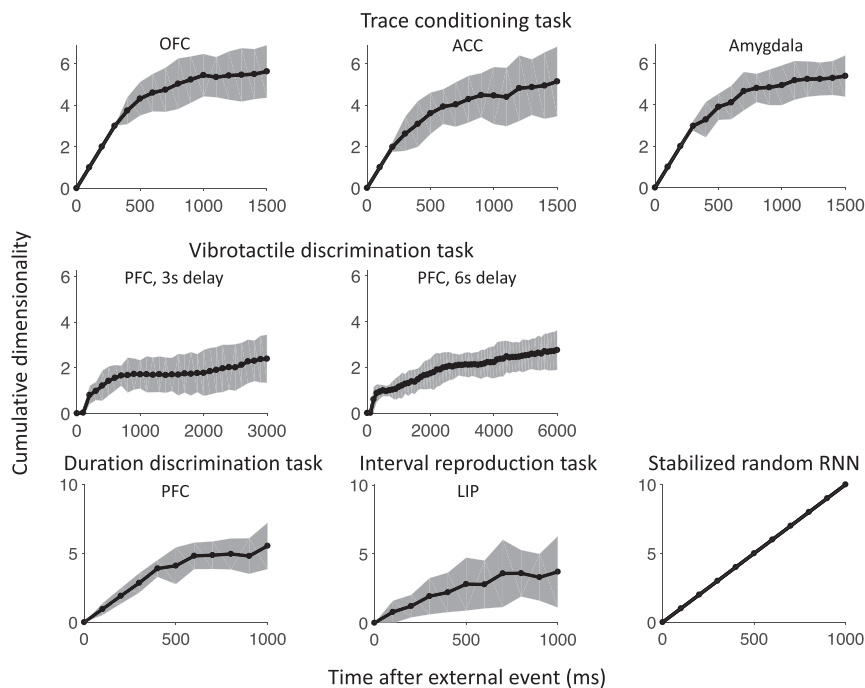 Trace conditioning task
OFC
ACC
Amygdala
6
4
2
0
0 500 1000 1500
6
4
2
0
0 500 1000 1500
6
4
2
0
0 500 1000 1500
Cumulative dimensionality
Vibrotactile discrimination task
PFC, 3s delay
PFC, 6s delay
6
4
2
0
0 1000 2000 3000
6
4
2
0
0 2000 4000 6000
Duration discrimination task
Interval reproduction task
Stabilized random RNN
PFC
LIP
10
5
0
0 500 1000
10
5
0
0 500 1000
10
5
0
0 500 1000
Time after external event (ms)